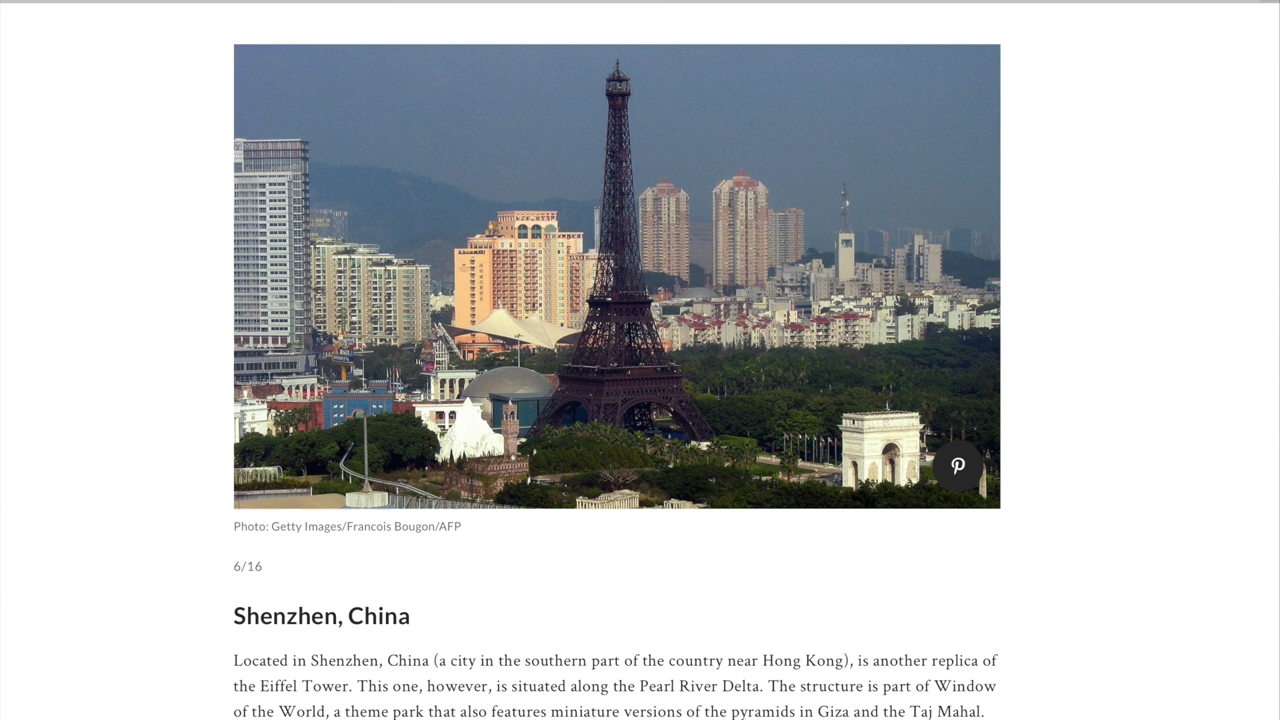 Photo: Getty Images/Francois Bougon/AFP
6/16
Shenzhen, China
Located in Shenzhen, China (a city in the southern part of the country near Hong Kong), is another replica of
the Eiffel Tower. This one, however, is situated along the Pearl River Delta. The structure is part of Window
of the World, a theme park that also features miniature versions of the pyramids in Giza and the Taj Mahal.